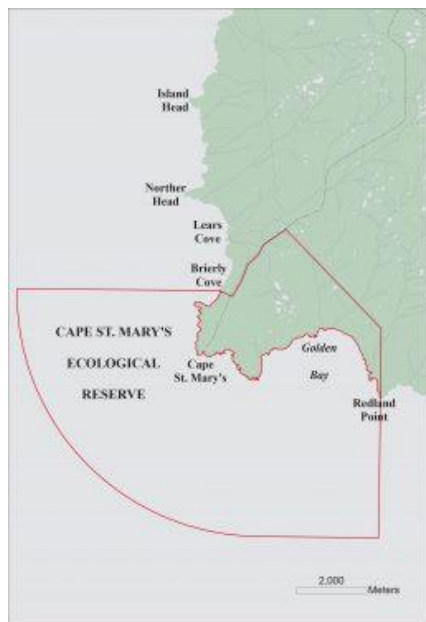 Island
Head
Norther
Head
Lears
Cove
Brierly
Cove
CAPE ST. MARY'S
ECOLOGICAL
RESERVE
Cape
St. Mary's
Golden
Bay
Redland
Point
2,000
Meters